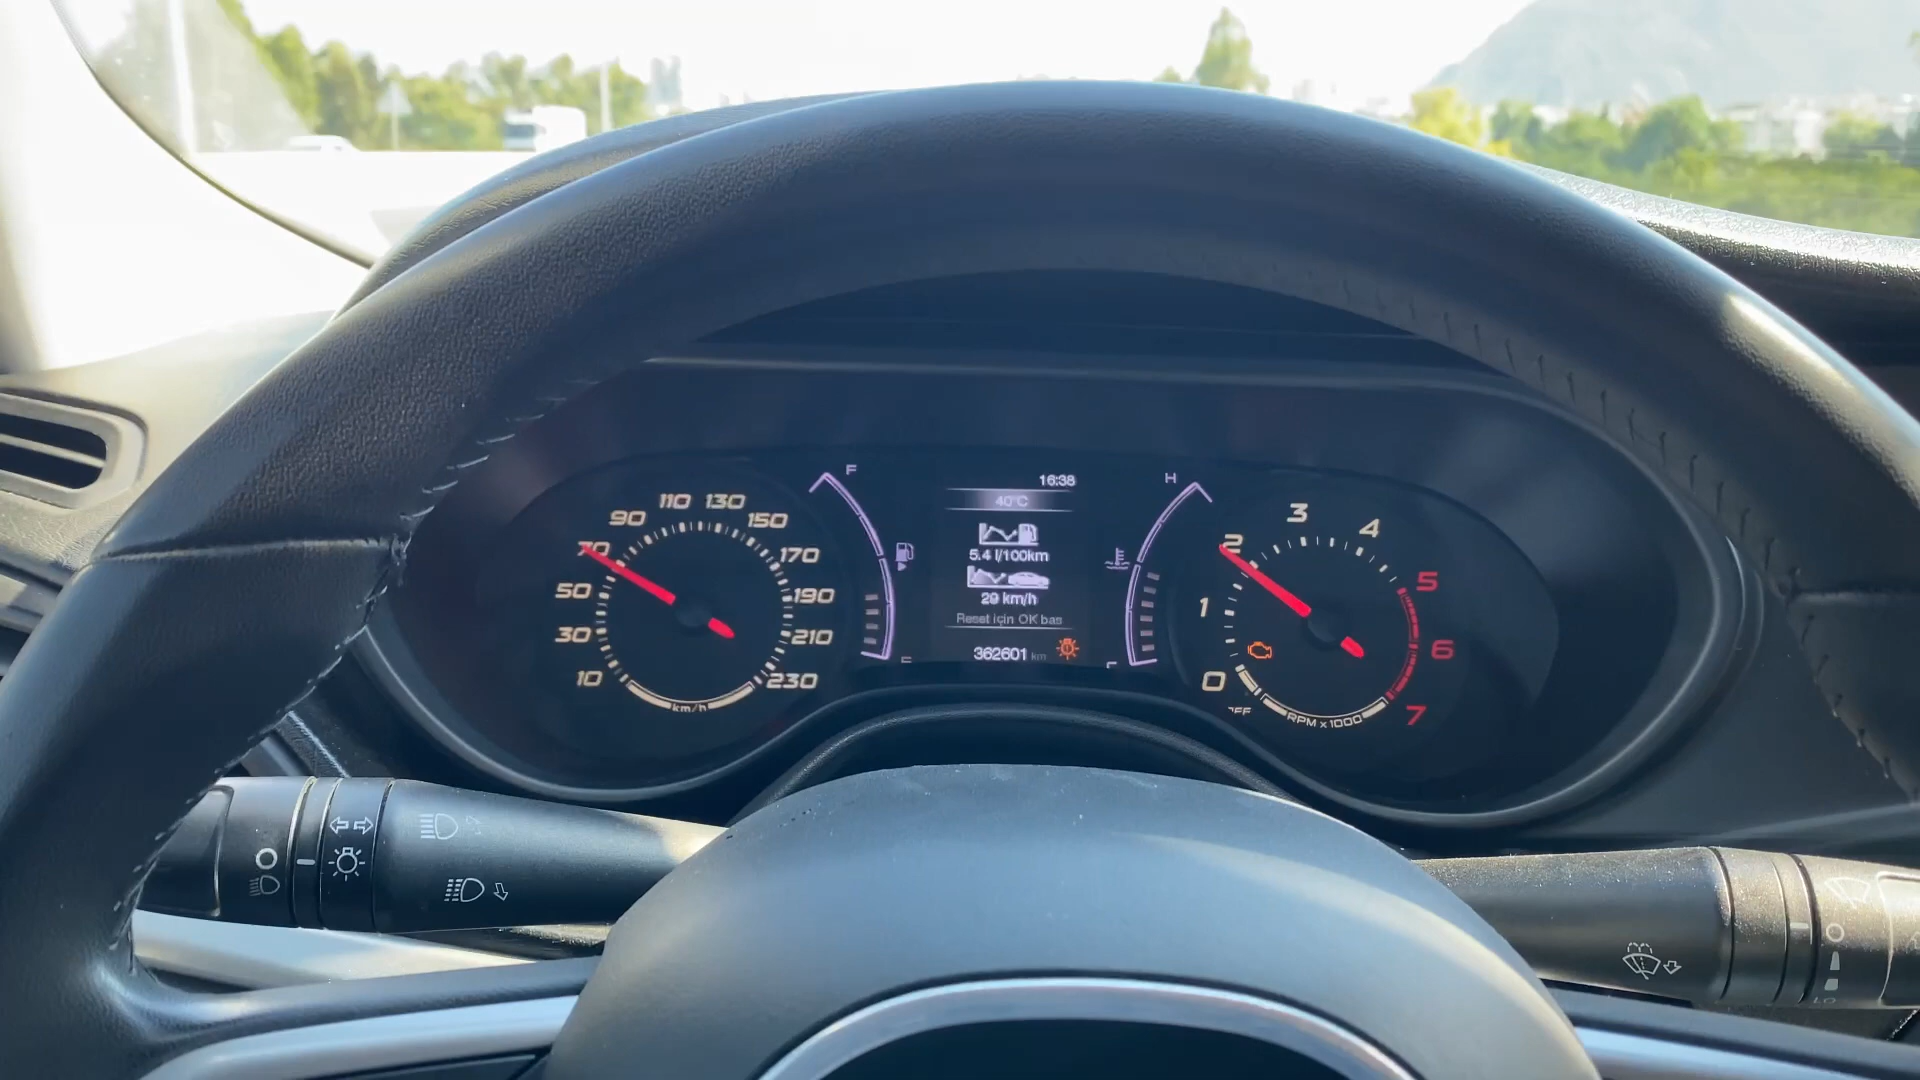 10
30
50
70
90
110
130
150
170
190
210
230
km/h
F
16:38
40°C
5.4 l/100km
29 km/h
Reset için OK bas
362601 km
H
0
1
2
3
4
5
6
7
RPM x 1000